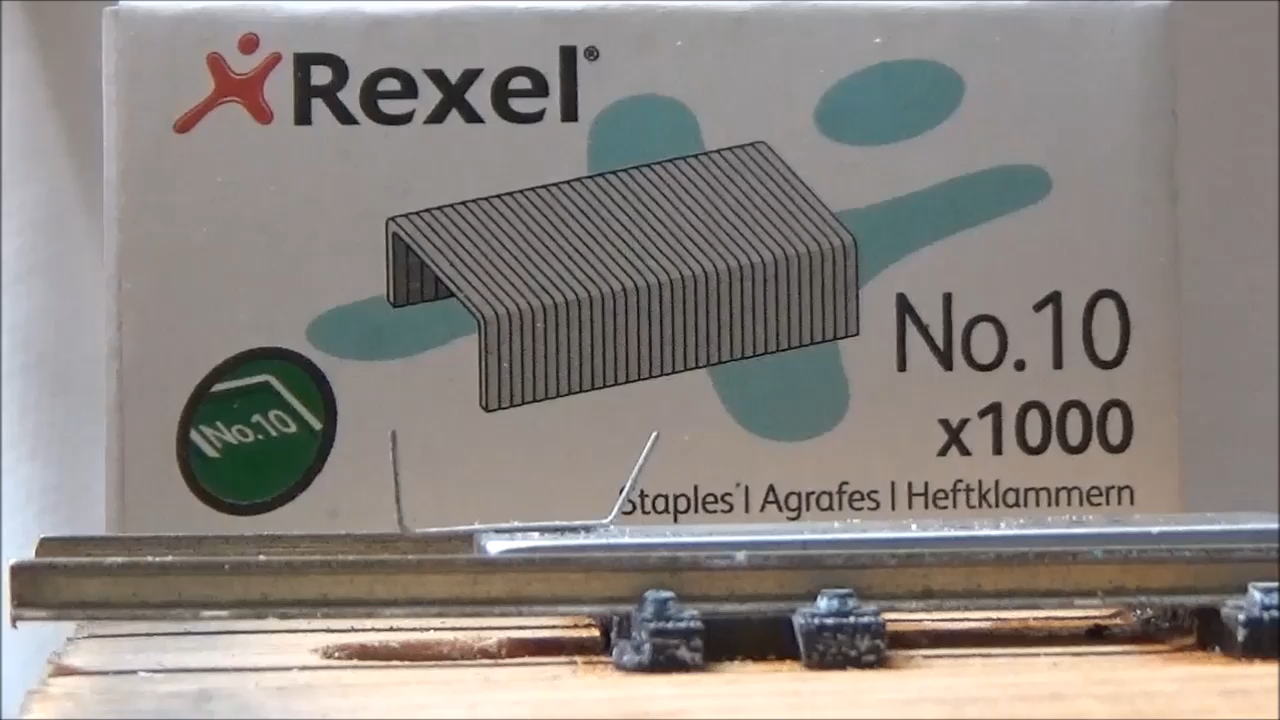 Rexel®
No.10
No.10
x1000
Staples | Agrafes | Heftklammern